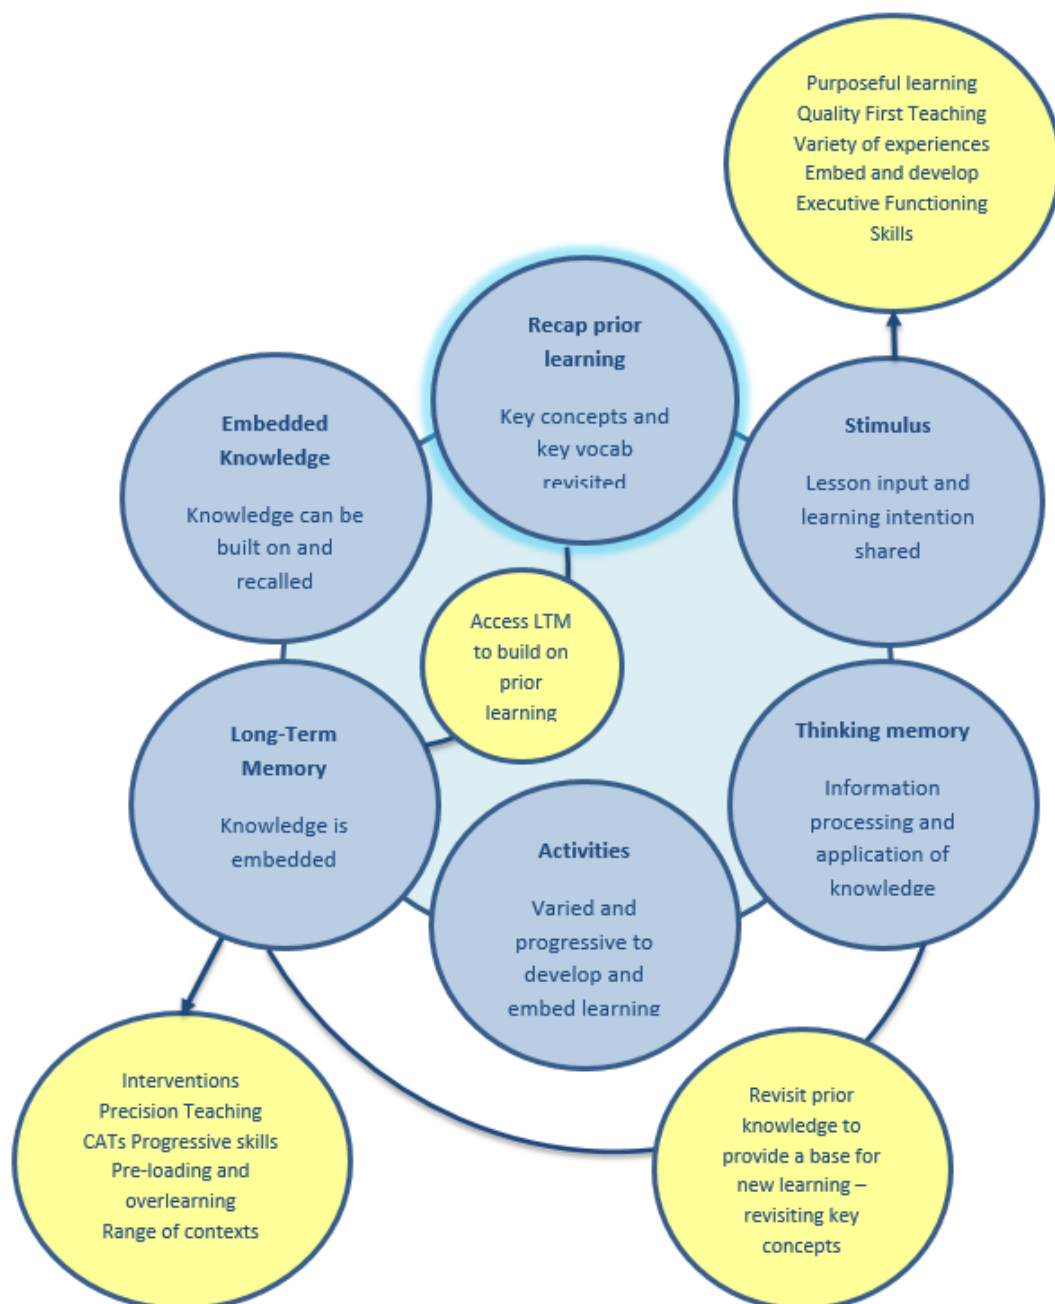 Purposeful learning
Quality First Teaching
Variety of experiences
Embed and develop
Executive Functioning
Skills
Recap prior
learning
Key concepts and
key vocab
revisited
Embedded
Knowledge
Knowledge can be
built on and
recalled
Stimulus
Lesson input and
learning intention
shared
Access LTM
to build on
prior
learning
Long-Term
Memory
Knowledge is
embedded
Thinking memory
Information
processing and
application of
knowledge
Activities
Varied and
progressive to
develop and
embed learning
Interventions
Precision Teaching
CATs Progressive skills
Pre-loading and
overlearning
Range of contexts
Revisit prior
knowledge to
provide a base for
new learning –
revisiting key
concepts